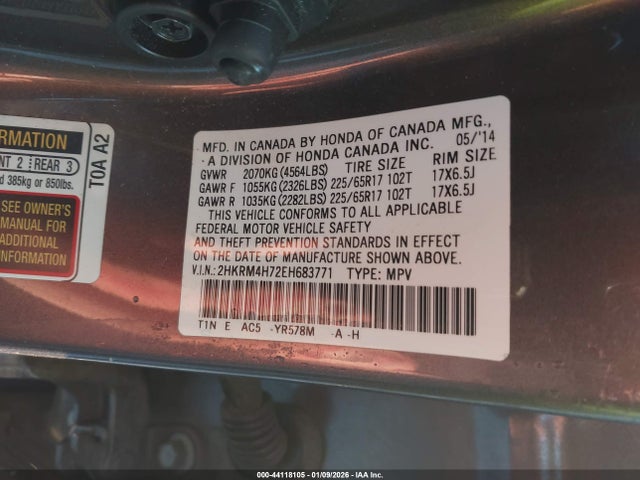 RMATION
NT 2 REAR 3
d 385kg or 850lbs.
SEE OWNER'S
MANUAL FOR
ADDITIONAL
INFORMATION
T0A A2
MFD. IN CANADA BY HONDA OF CANADA MFG.,
A DIVISION OF HONDA CANADA INC. 05/'14
GVWR 2070KG(4564LBS) TIRE SIZE RIM SIZE
GAWR F 1055KG(2326LBS) 225/65R17 102T 17X6.5J
GAWR R 1035KG(2282LBS) 225/65R17 102T 17X6.5J
THIS VEHICLE CONFORMS TO ALL APPLICABLE
FEDERAL MOTOR VEHICLE SAFETY
AND THEFT PREVENTION STANDARDS IN EFFECT
ON THE DATE OF MANUFACTURE SHOWN ABOVE.
V.I.N.: 2HKRM4H72EH683771 TYPE: MPV
T1N E AC5 -YR578M -A -H
000-44118105 - 01/09/2026 - IAA Inc.